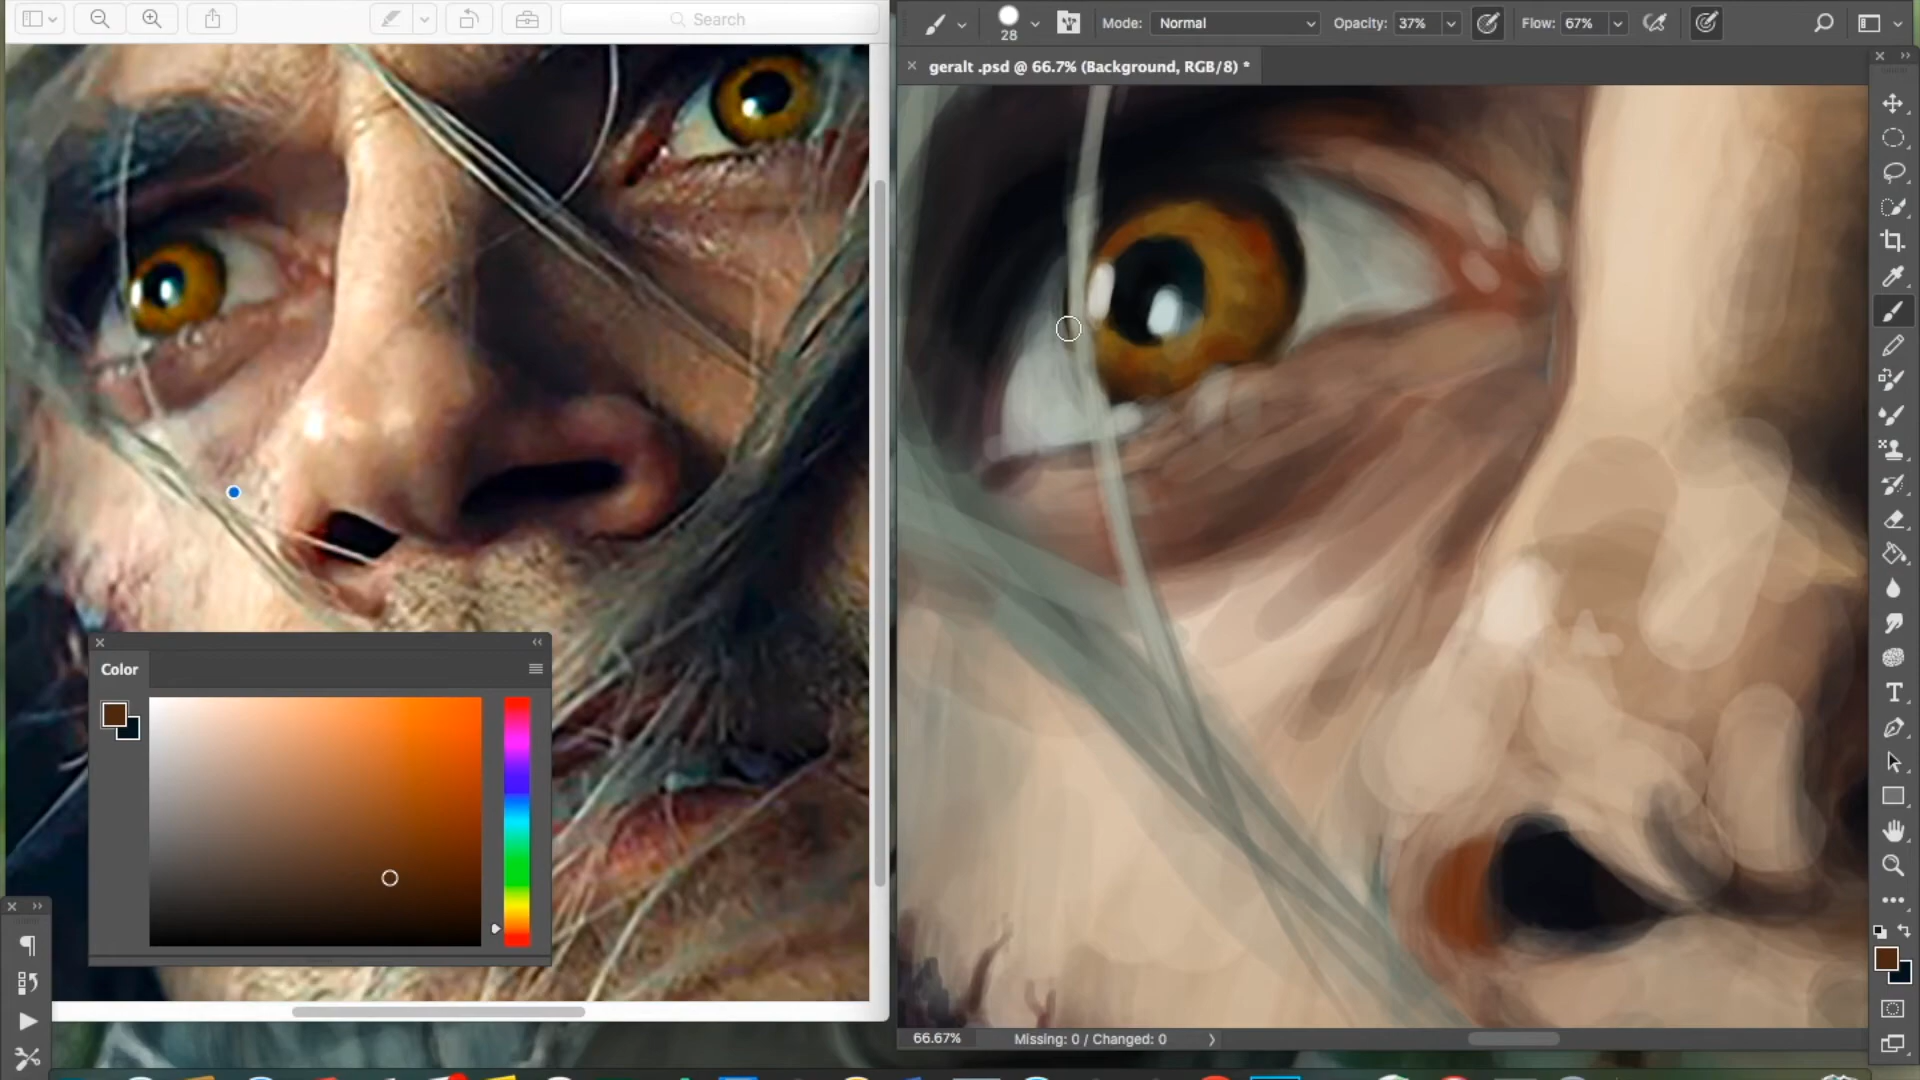 Search
28
Mode: Normal
Opacity: 37%
Flow: 67%
geralt .psd @ 66.7% (Background, RGB/8) *
Color
66.67%
Missing: 0 / Changed: 0